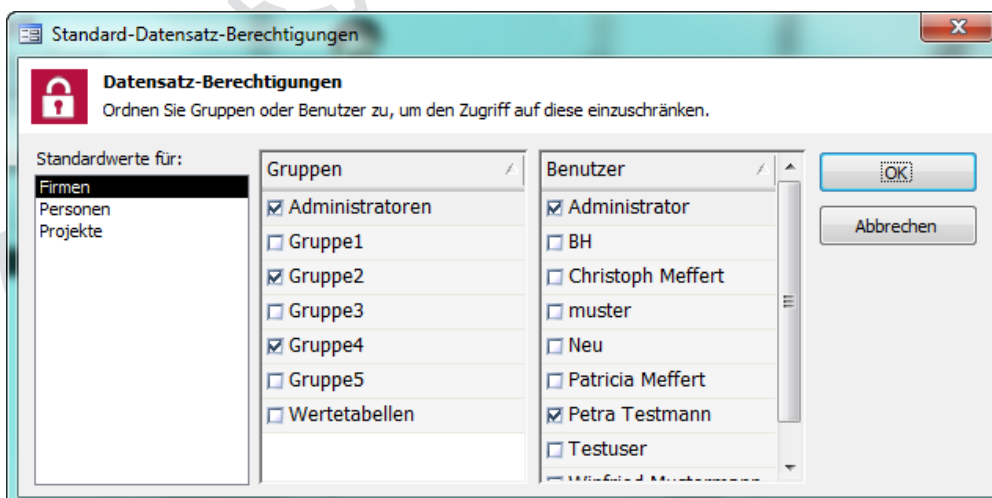 Standard-Datensatz-Berechtigungen
Datensatz-Berechtigungen
Ordnen Sie Gruppen oder Benutzer zu, um den Zugriff auf diese einzuschränken.
Standardwerte für:
Firmen
Personen
Projekte
Gruppen
Administratoren
Gruppe1
Gruppe2
Gruppe3
Gruppe4
Gruppe5
Wertetabellen
Benutzer
Administrator
BH
Christoph Meffert
muster
Neu
Patricia Meffert
Petra Testmann
Testuser
Winfried Mustermann
OK
Abbrechen